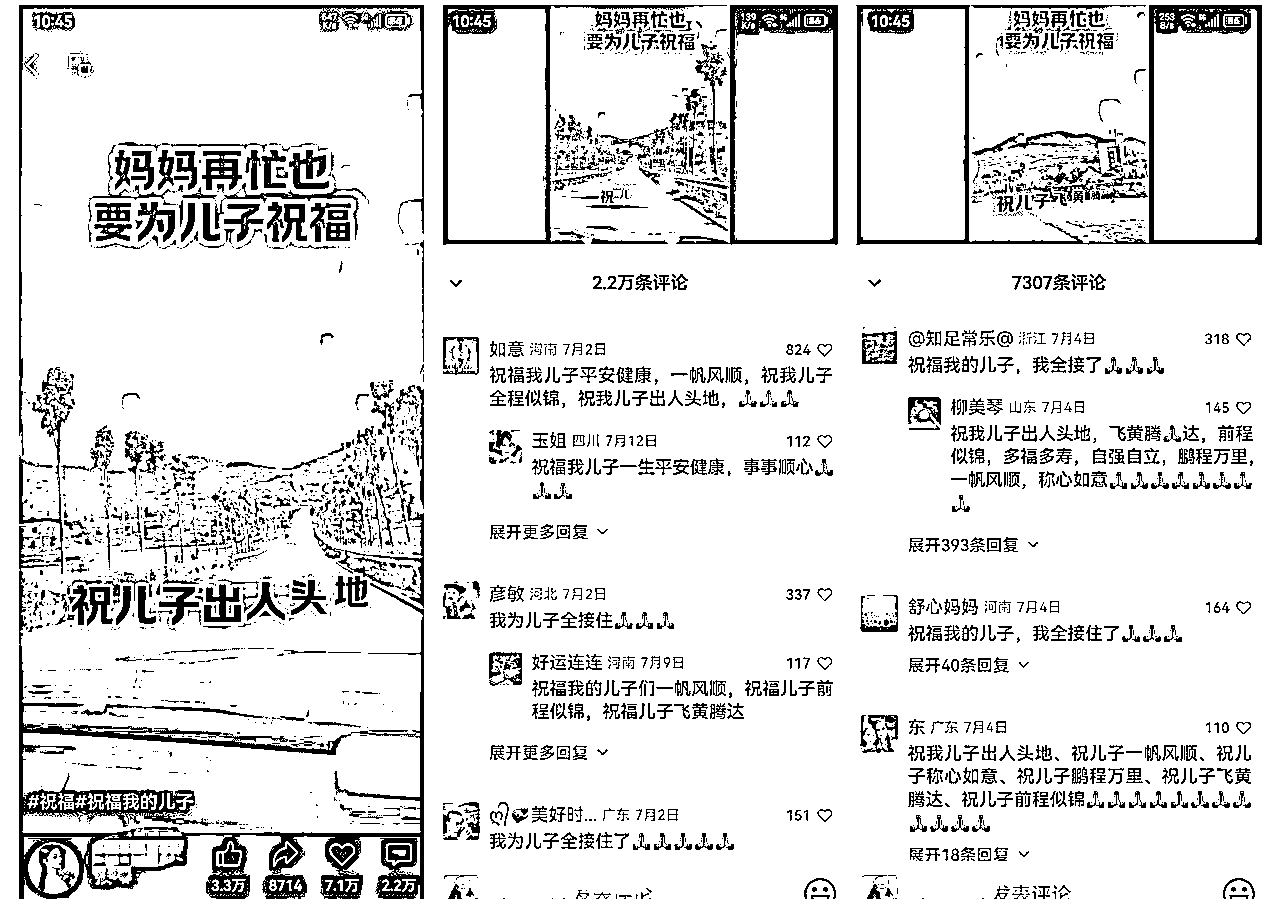 10:45
妈妈再忙也
要为儿子祝福
祝儿子出人头地
#祝福#祝福我的儿子
3.3万
8714
7.1万
2.2万
10:45
妈妈再忙也
要为儿子祝福
2.2万条评论
如意 河南 7月2日
824
祝福我儿子平安健康，一帆风顺，祝我儿子
全程似锦，祝我儿子出人头地，🙏🙏🙏
玉姐 四川 7月12日
112
祝福我儿子一生平安健康，事事顺心🙏
🙏🙏
展开更多回复
彦敏 河北 7月2日
337
我为儿子全接住🙏🙏🙏
好运连连 河南 7月9日
117
祝福我的儿子们一帆风顺，祝福儿子前
程似锦，祝福儿子飞黄腾达
展开更多回复
美好时... 广东 7月2日
151
我为儿子全接住了🙏🙏🙏🙏🙏
10:45
妈妈再忙也
要为儿子祝福
祝儿子飞黄
7307条评论
@知足常乐@ 浙江 7月4日
318
祝福我的儿子，我全接了🙏🙏🙏
柳美琴 山东 7月4日
145
祝我儿子出人头地，飞黄腾🙏达，前程
似锦，多福多寿，自强自立，鹏程万里，
一帆风顺，称心如意🙏🙏🙏🙏🙏🙏🙏
🙏
展开393条回复
舒心妈妈 河南 7月4日
164
祝福我的儿子，我全接住了🙏🙏🙏
展开40条回复
东 广东 7月4日
110
祝我儿子出人头地、祝儿子一帆风顺、祝儿
子称心如意、祝儿子鹏程万里、祝儿子飞黄
腾达、祝儿子前程似锦🙏🙏🙏🙏🙏🙏🙏🙏
🙏🙏🙏🙏
展开18条回复
发表评论